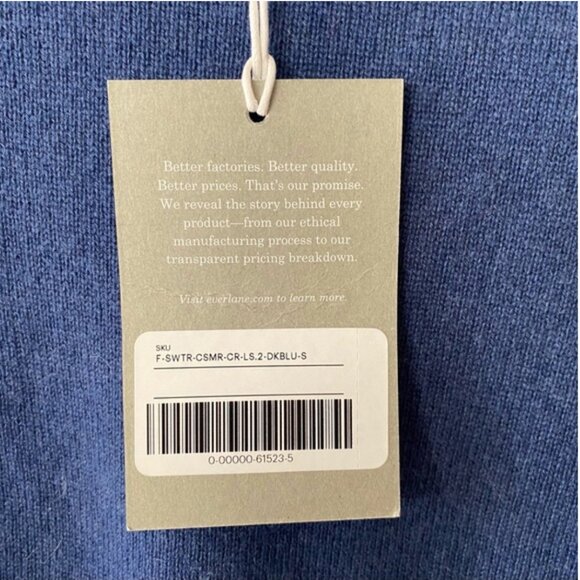 Better factories. Better quality.
Better prices. That's our promise.
We reveal the story behind every
product—from our ethical
manufacturing process to our
transparent pricing breakdown.
Visit everlane.com to learn more.
SKU
F-SWTR-CSMR-CR-LS.2-DKBLU-S
0-00000-61523-5